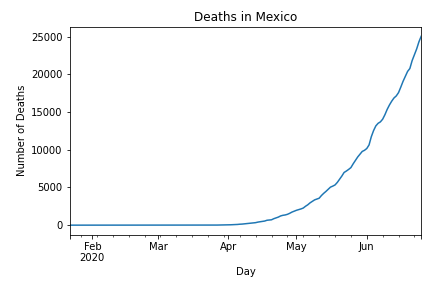 Deaths in Mexico
Number of Deaths
25000
20000
15000
10000
5000
0
Feb
2020
Mar
Apr
May
Jun
Day